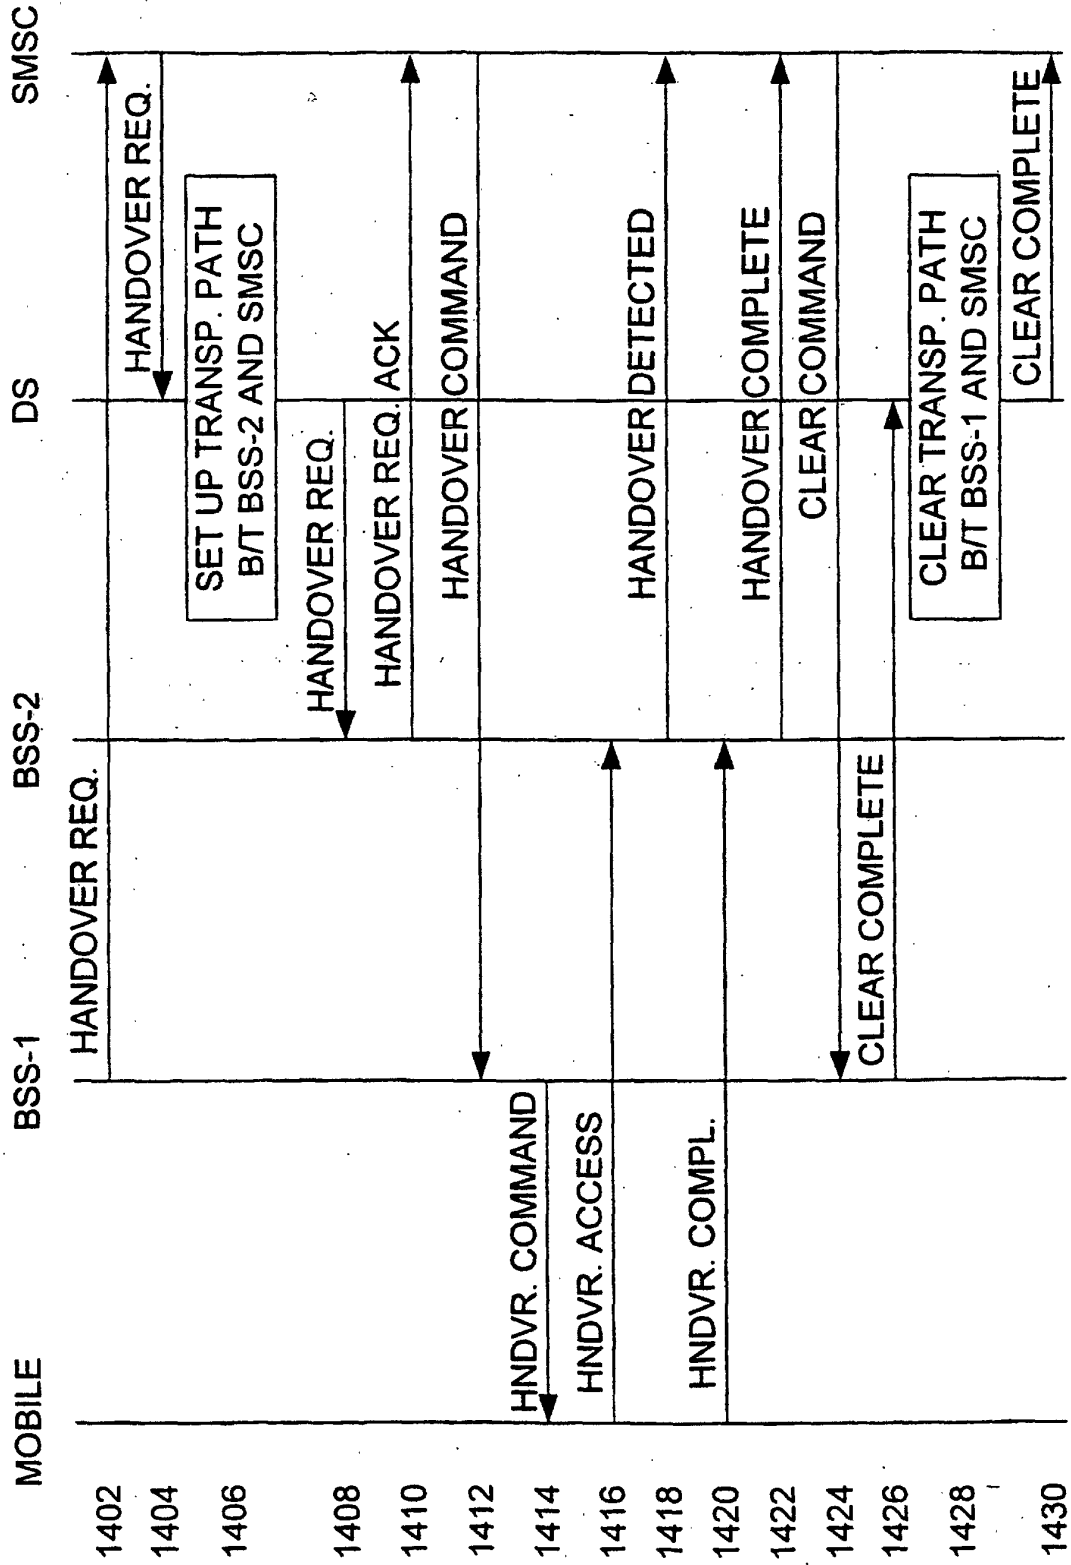 MOBILE
BSS-1
BSS-2
DS
SMSC
1402
HANDOVER REQ.
1404
HANDOVER REQ.
1406
SET UP TRANSP. PATH
B/T BSS-2 AND SMSC
1408
HANDOVER REQ.
1410
HANDOVER REQ. ACK
1412
HANDOVER COMMAND
1414
HNDVR. COMMAND
1416
HNDVR. ACCESS
1418
HANDOVER DETECTED
1420
HNDVR. COMPL.
1422
HANDOVER COMPLETE
1424
CLEAR COMMAND
1426
CLEAR COMPLETE
1428
CLEAR TRANSP. PATH
B/T BSS-1 AND SMSC
1430
CLEAR COMPLETE